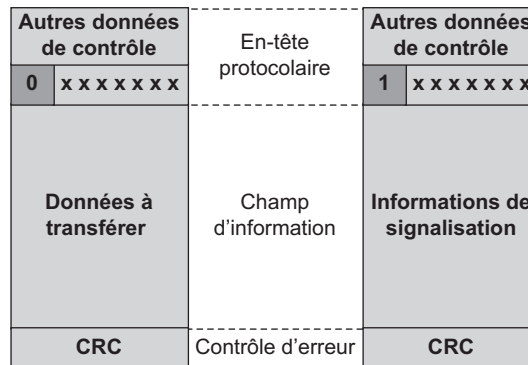 Autres données
de contrôle
0 x x x x x x x
Données à
transférer
CRC
En-tête
protocolaire
Champ
d'information
Contrôle d'erreur
Autres données
de contrôle
1 x x x x x x x
Informations de
signalisation
CRC